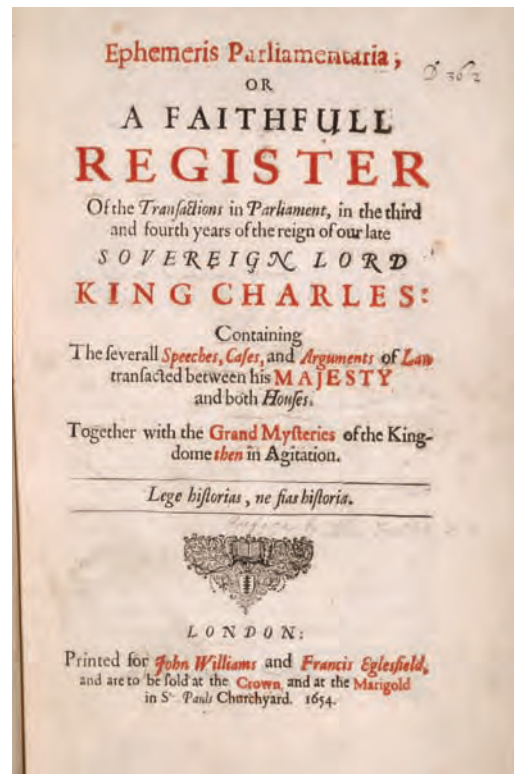 Ephemeris Parliamentaria;
D 362
OR
A FAITHFULL
REGISTER
Of the Tranſactions in Parliament, in the third
and fourth years of the reign of our late
SOVEREIGN LORD
KING CHARLES:
Containing
The ſeverall Speeches, Caſes, and Arguments of Law
tranſacted between his MAJESTY
and both Houſes.
Together with the Grand Myſteries of the King-
dome then in Agitation.
Lege hiſtorias, ne fias hiſtoria.
LONDON:
Printed for John Williams and Francis Egleſfield,
and are to be ſold at the Crown, and at the Marigold
in St. Pauls Churchyard. 1654.